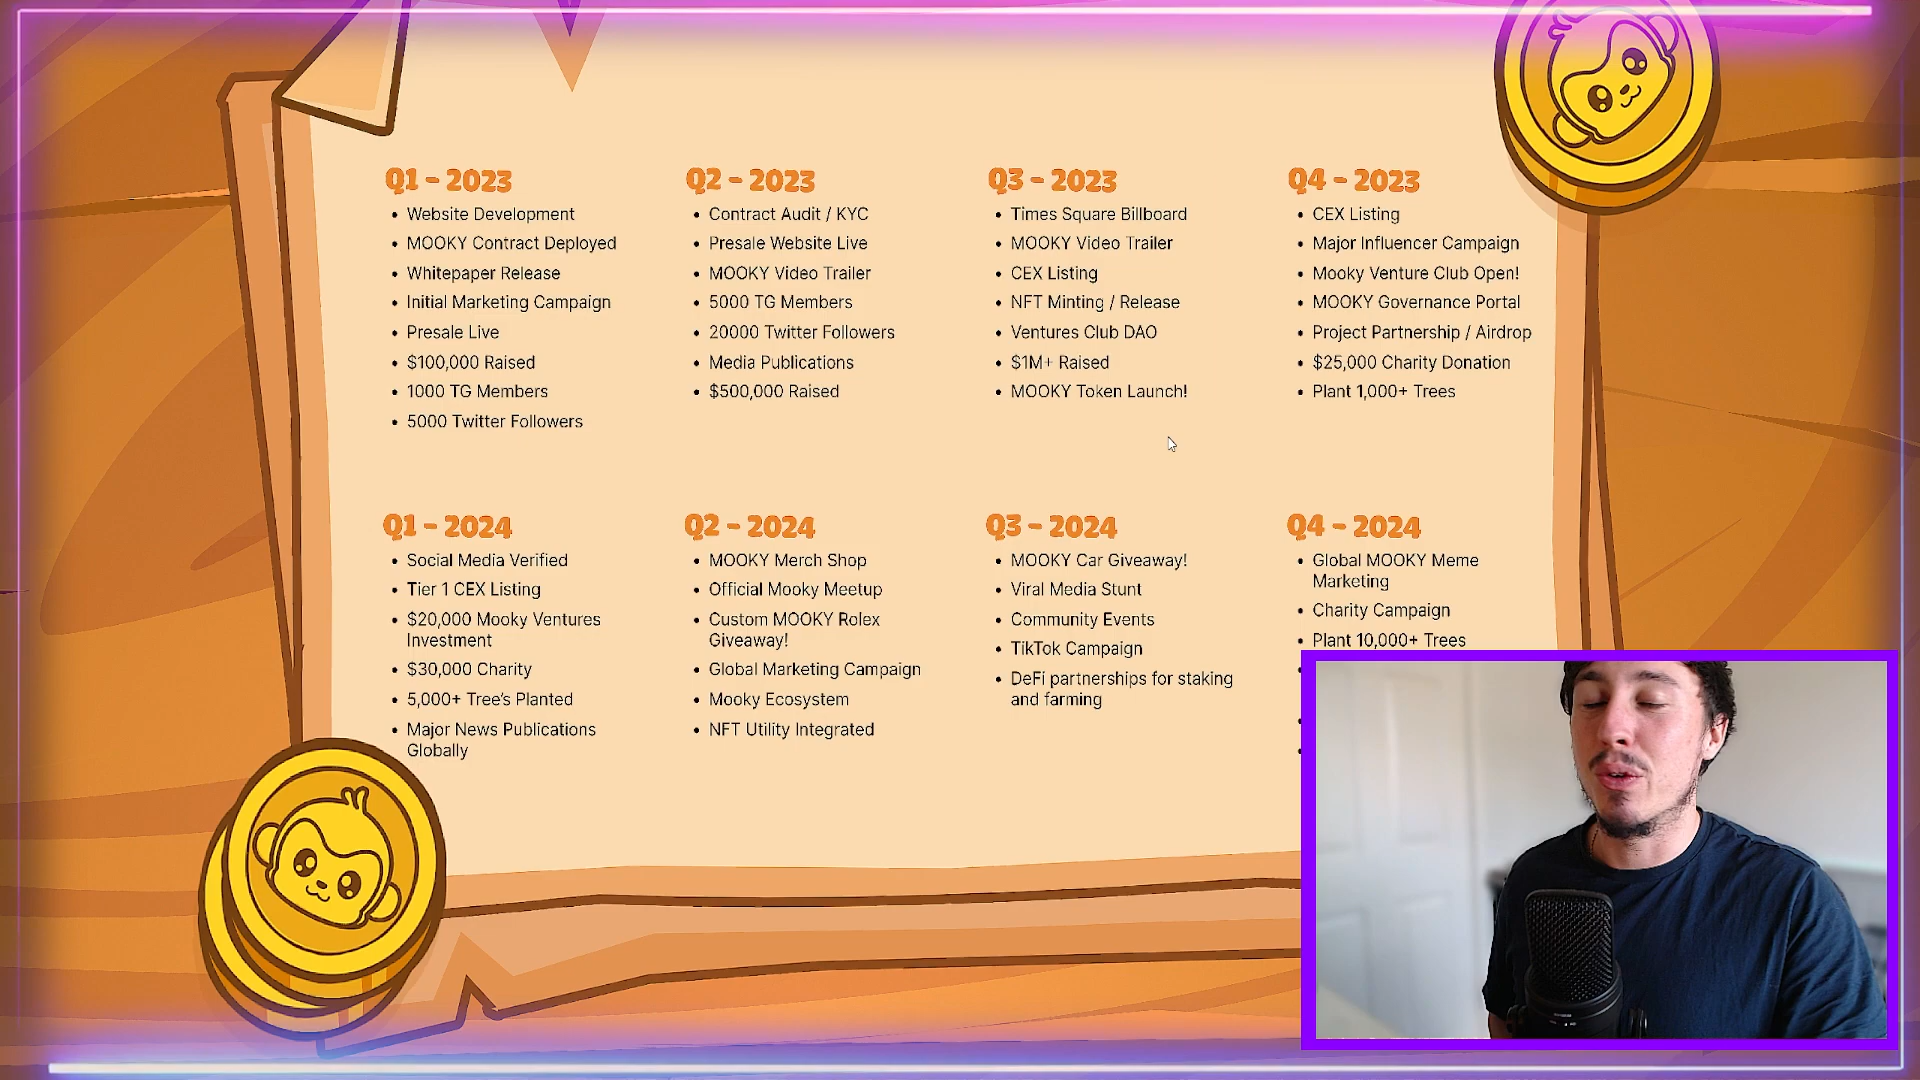 Q1 - 2023
Website Development
MOOKY Contract Deployed
Whitepaper Release
Initial Marketing Campaign
Presale Live
$100,000 Raised
1000 TG Members
5000 Twitter Followers
Q2 - 2023
Contract Audit / KYC
Presale Website Live
MOOKY Video Trailer
5000 TG Members
20000 Twitter Followers
Media Publications
$500,000 Raised
Q3 - 2023
Times Square Billboard
MOOKY Video Trailer
CEX Listing
NFT Minting / Release
Ventures Club DAO
$1M+ Raised
MOOKY Token Launch!
Q4 - 2023
CEX Listing
Major Influencer Campaign
Mooky Venture Club Open!
MOOKY Governance Portal
Project Partnership / Airdrop
$25,000 Charity Donation
Plant 1,000+ Trees
Q1 - 2024
Social Media Verified
Tier 1 CEX Listing
$20,000 Mooky Ventures
Investment
$30,000 Charity
5,000+ Tree's Planted
Major News Publications
Globally
Q2 - 2024
MOOKY Merch Shop
Official Mooky Meetup
Custom MOOKY Rolex
Giveaway!
Global Marketing Campaign
Mooky Ecosystem
NFT Utility Integrated
Q3 - 2024
MOOKY Car Giveaway!
Viral Media Stunt
Community Events
TikTok Campaign
DeFi partnerships for staking
and farming
Q4 - 2024
Global MOOKY Meme
Marketing
Charity Campaign
Plant 10,000+ Trees